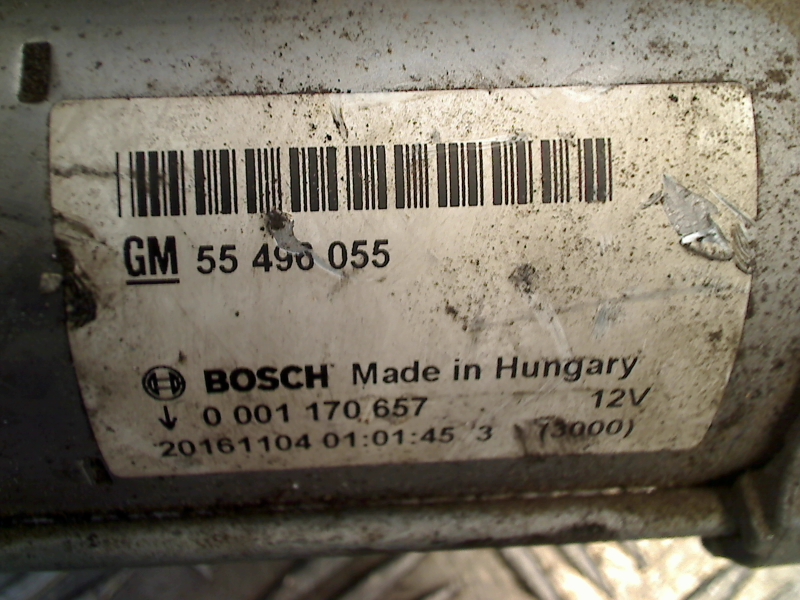 GM 55 496 055
BOSCH Made in Hungary
0 001 170 657 12V
20161104 01:01:45 3 (3000)